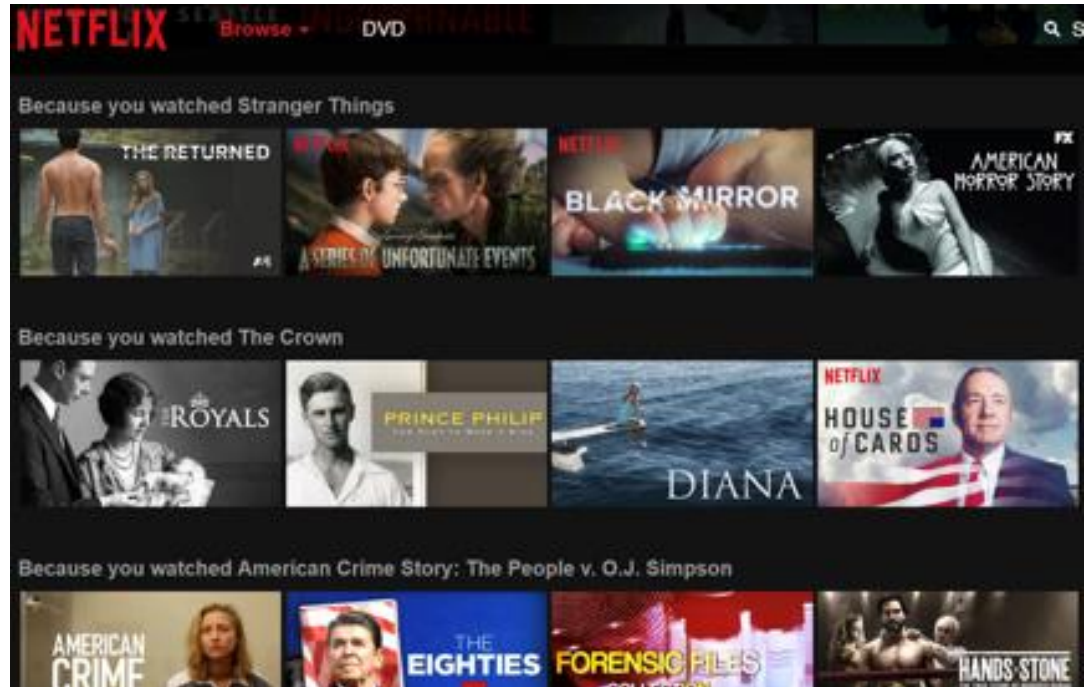 NETFLIX Browse DVD S
Because you watched Stranger Things
THE RETURNED
NETFLIX
A SERIES OF UNFORTUNATE EVENTS
NETFLIX
BLACK MIRROR
FX
AMERICAN
HORROR STORY
Because you watched The Crown
THE ROYALS
PRINCE PHILIP
DIANA
NETFLIX
HOUSE
of CARDS
Because you watched American Crime Story: The People v. O.J. Simpson
AMERICAN
CRIME
THE
EIGHTIES
FORENSIC FILES
COLLECTION
HANDS OF STONE